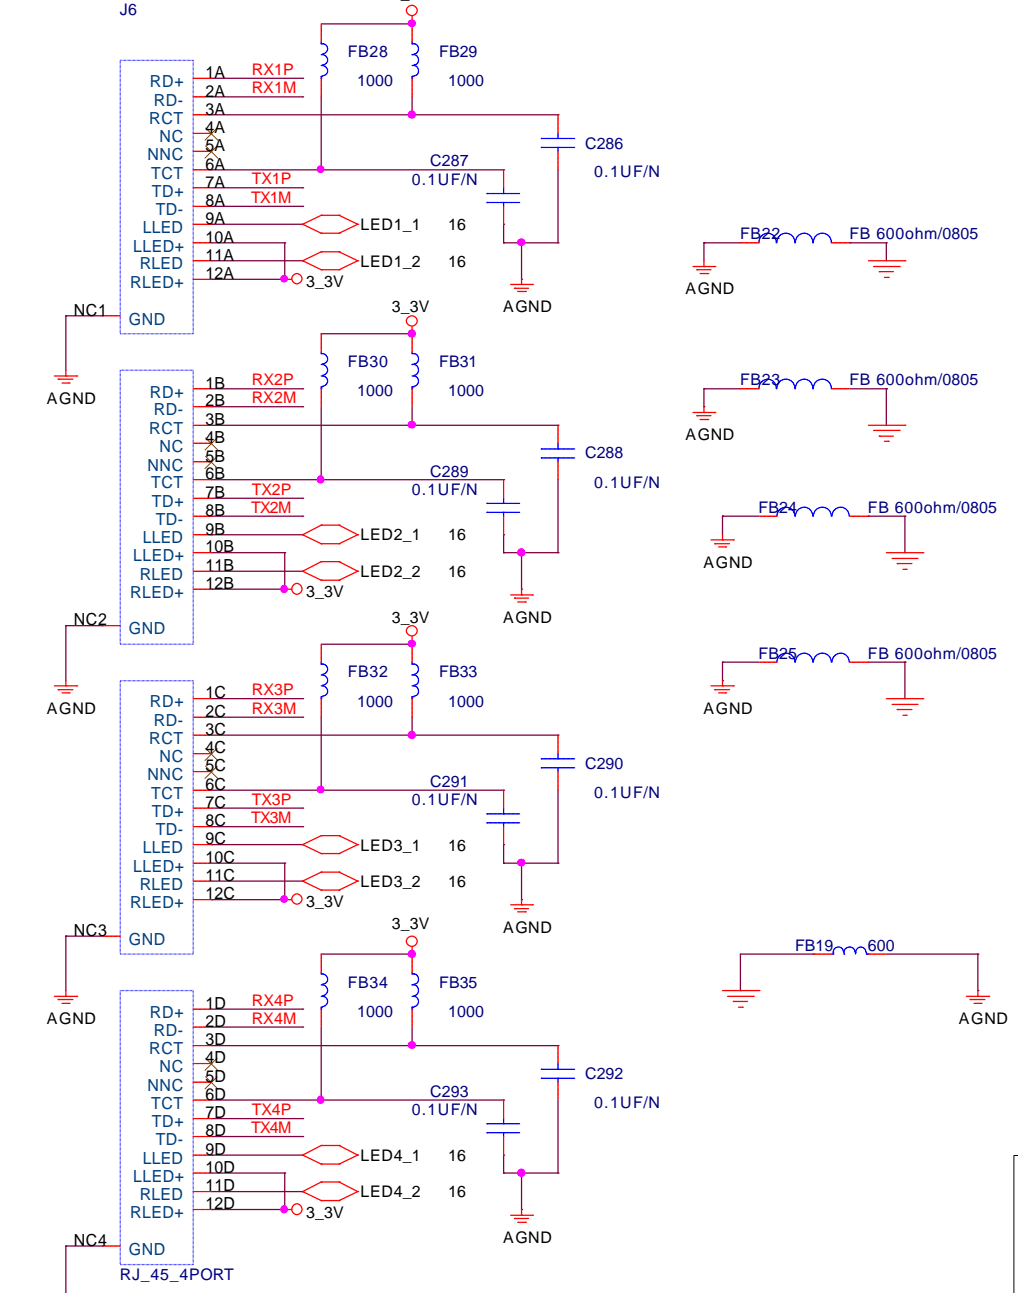 J6
FB28 FB29
1000 1000
RD+ 1A RX1P
RD- 2A RX1M
RCT 3A
NC 4A
NNC 5A
TCT 6A
TD+ 7A TX1P
TD- 8A TX1M
LLED 9A LED1_1 16
LLED+ 10A
RLED 11A LED1_2 16
RLED+ 12A 3_3V
C286
0.1UF/N
C287
0.1UF/N
AGND
NC1 GND
AGND
FB22 FB 600ohm/0805
AGND
3_3V
FB30 FB31
1000 1000
RD+ 1B RX2P
RD- 2B RX2M
RCT 3B
NC 4B
NNC 5B
TCT 6B
TD+ 7B TX2P
TD- 8B TX2M
LLED 9B LED2_1 16
LLED+ 10B
RLED 11B LED2_2 16
RLED+ 12B 3_3V
C288
0.1UF/N
C289
0.1UF/N
AGND
NC2 GND
AGND
FB23 FB 600ohm/0805
AGND
FB24 FB 600ohm/0805
AGND
3_3V
FB32 FB33
1000 1000
RD+ 1C RX3P
RD- 2C RX3M
RCT 3C
NC 4C
NNC 5C
TCT 6C
TD+ 7C TX3P
TD- 8C TX3M
LLED 9C LED3_1 16
LLED+ 10C
RLED 11C LED3_2 16
RLED+ 12C 3_3V
C290
0.1UF/N
C291
0.1UF/N
AGND
NC3 GND
AGND
FB25 FB 600ohm/0805
AGND
3_3V
FB34 FB35
1000 1000
RD+ 1D RX4P
RD- 2D RX4M
RCT 3D
NC 4D
NNC 5D
TCT 6D
TD+ 7D TX4P
TD- 8D TX4M
LLED 9D LED4_1 16
LLED+ 10D
RLED 11D LED4_2 16
RLED+ 12D 3_3V
C292
0.1UF/N
C293
0.1UF/N
AGND
NC4 GND
RJ_45_4PORT
FB19 600
AGND